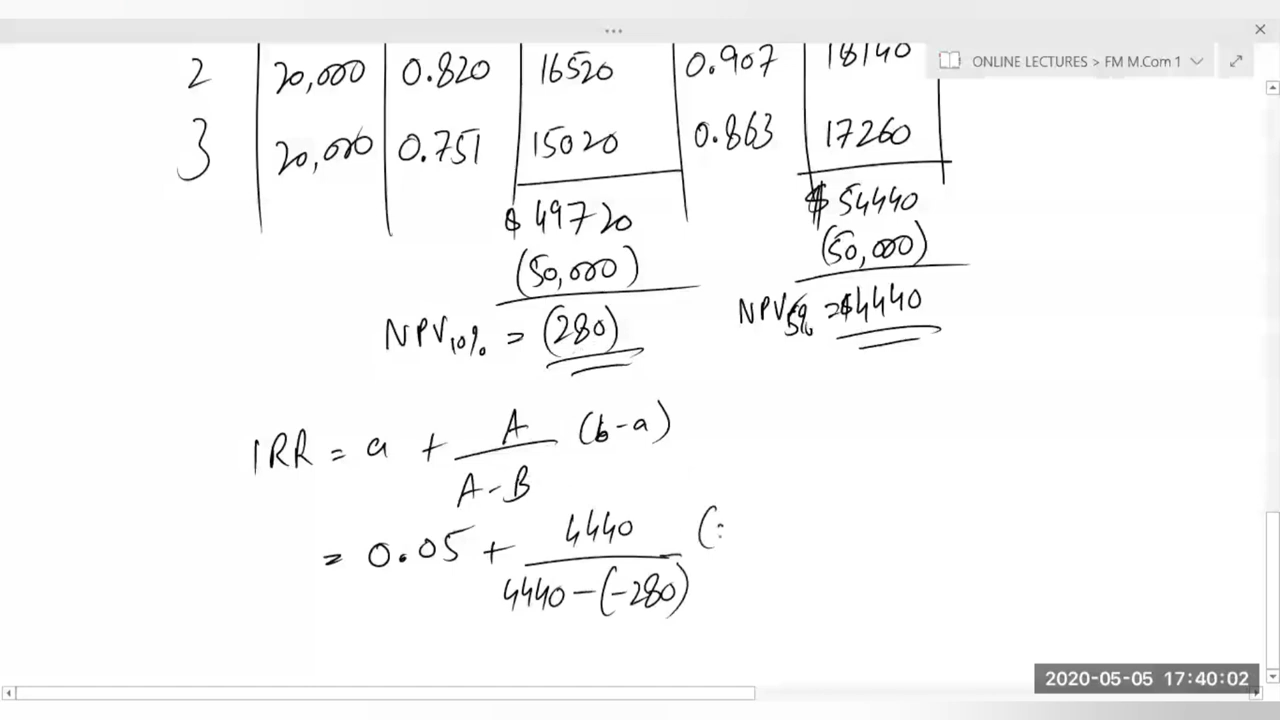 ONLINE LECTURES > FM M.Com 1
2 20,000 0.820 16520 0.907 18140
3 20,000 0.751 15020 0.863 17260
$ 49720 $ 54440
(50,000) (50,000)
NPV10% = (280) NPV5% = $4440
IRR = a + A/A-B (b-a)
= 0.05 + 4440/4440-(-280) (
2020-05-05 17:40:02